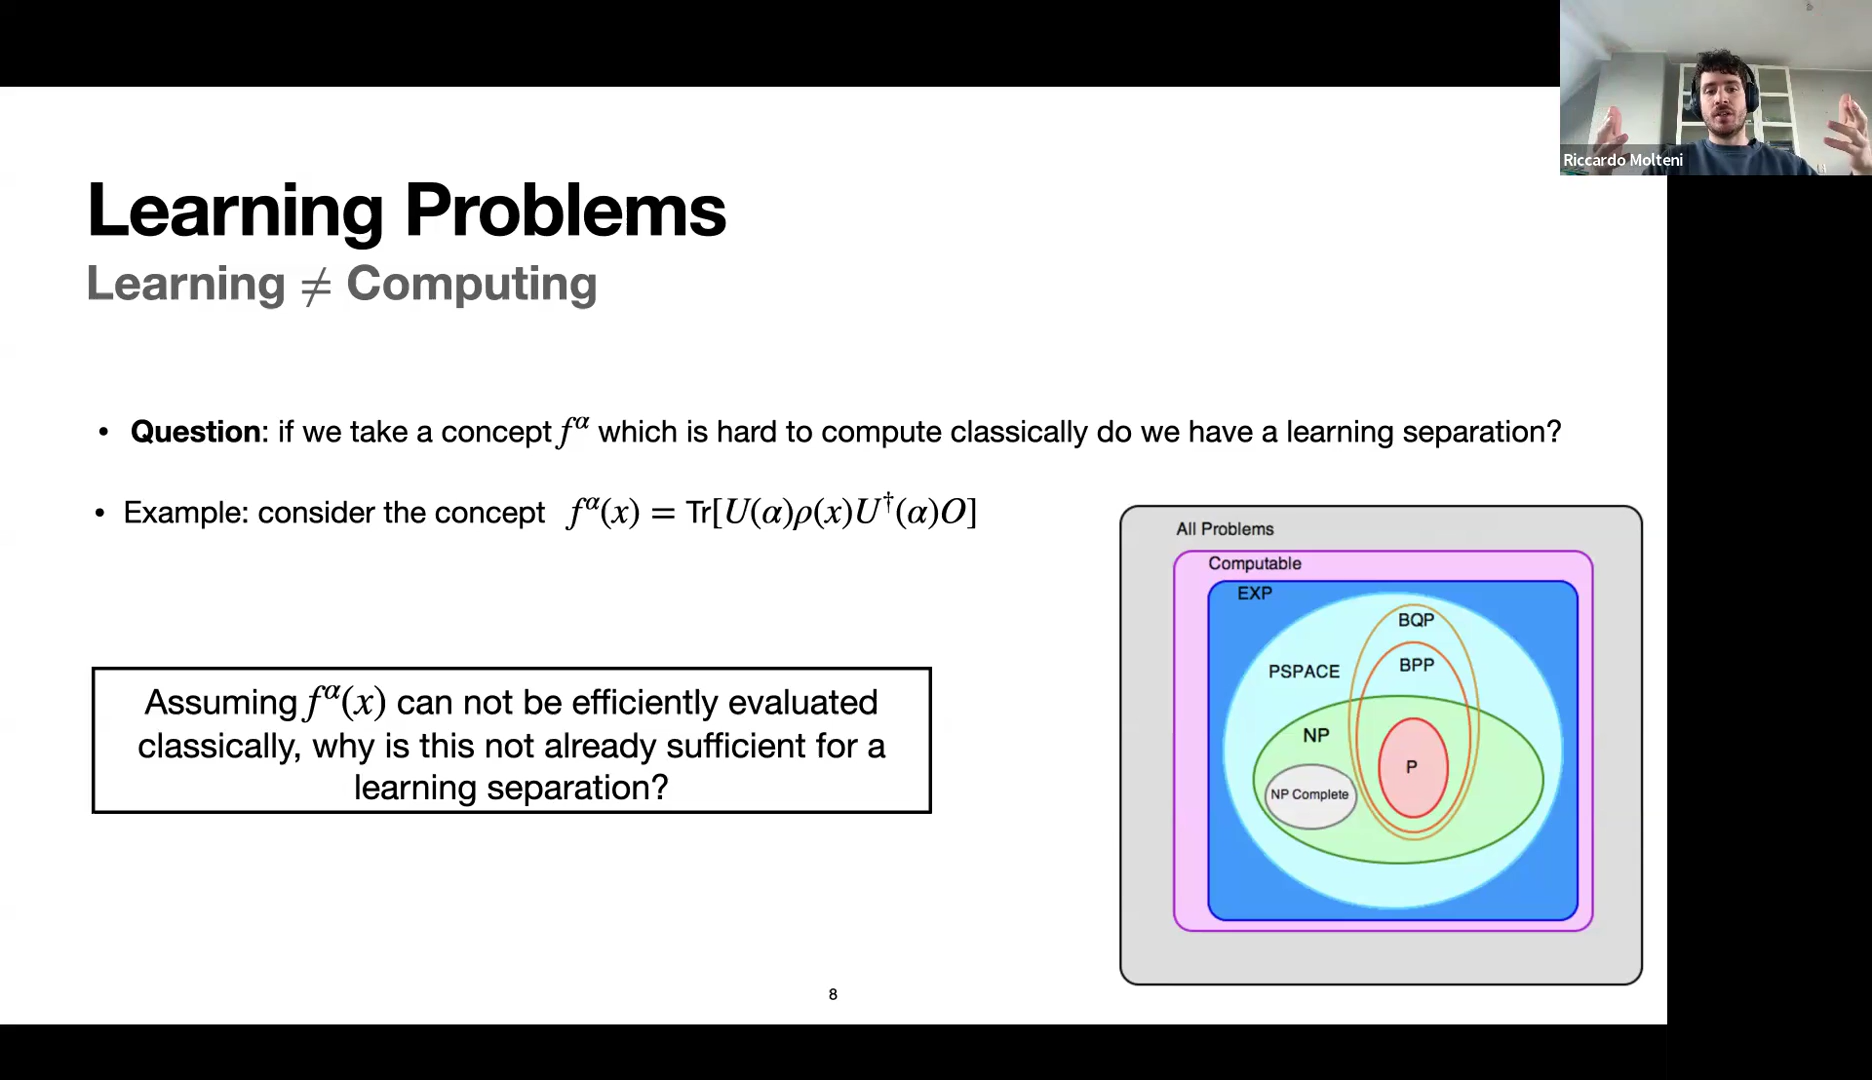 Riccardo Molteni
Learning Problems
Learning ≠ Computing
• Question: if we take a concept f^α which is hard to compute classically do we have a learning separation?
• Example: consider the concept f^α(x) = Tr[U(α)ρ(x)U^†(α)O]
Assuming f^α(x) can not be efficiently evaluated
classically, why is this not already sufficient for a
learning separation?
All Problems
Computable
EXP
BQP
BPP
PSPACE
NP
P
NP Complete
8